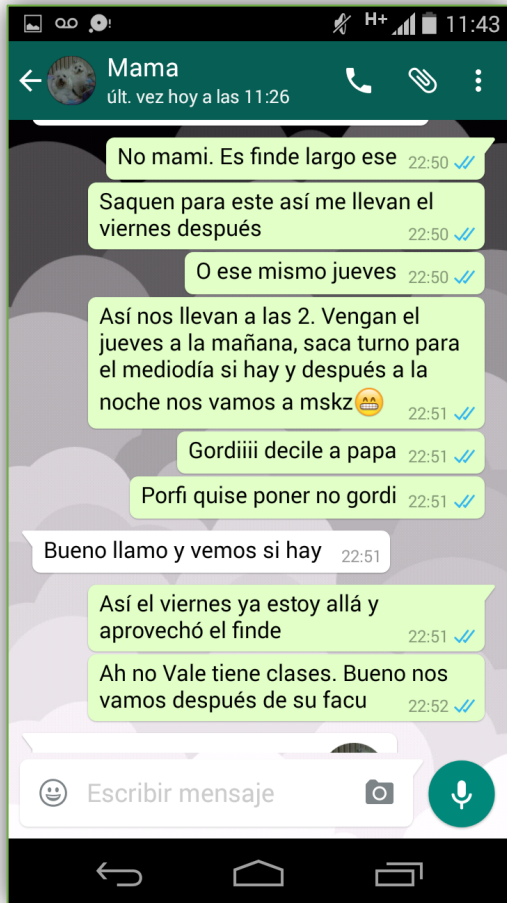 H+ 11:43
Mama
últ. vez hoy a las 11:26
No mami. Es finde largo ese 22:50
Saquen para este así me llevan el
viernes después 22:50
O ese mismo jueves 22:50
Así nos llevan a las 2. Vengan el
jueves a la mañana, saca turno para
el mediodía si hay y después a la
noche nos vamos a mskz😁 22:51
Gordiiii decile a papa 22:51
Porfi quise poner no gordi 22:51
Bueno llamo y vemos si hay 22:51
Así el viernes ya estoy allá y
aprovechó el finde 22:51
Ah no Vale tiene clases. Bueno nos
vamos después de su facu 22:52
Escribir mensaje